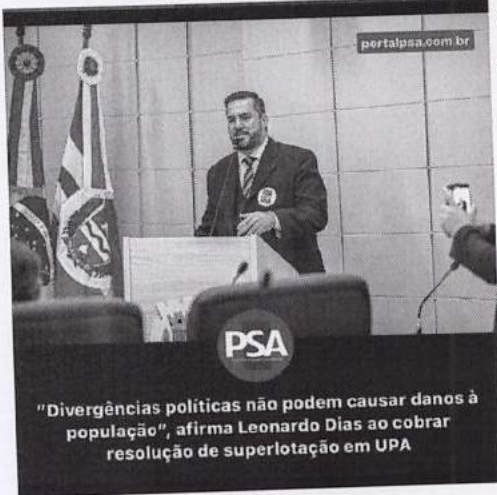 portalpsa.com.br
PSA
"Divergências políticas não podem causar danos à
população", afirma Leonardo Dias ao cobrar
resolução de superlotação em UPA